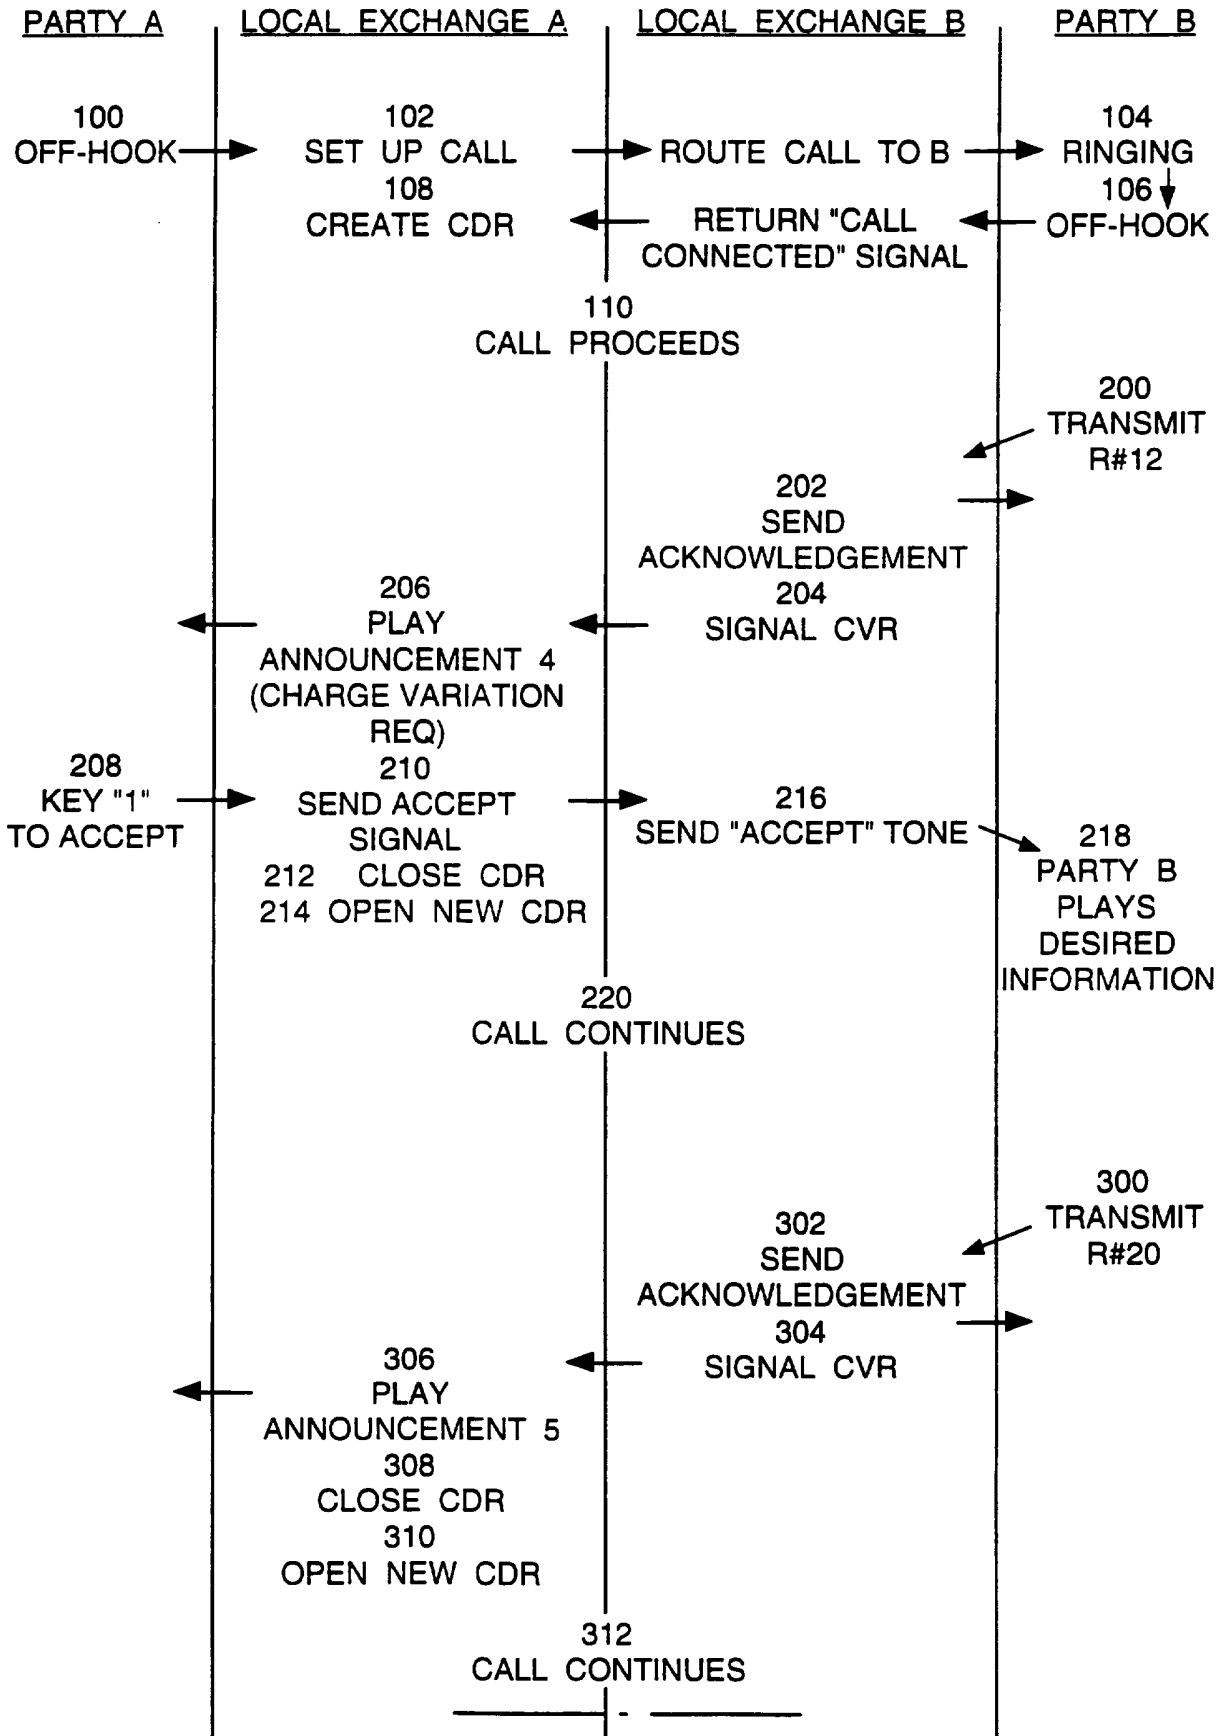 PARTY A
LOCAL EXCHANGE A
LOCAL EXCHANGE B
PARTY B
100
OFF-HOOK
102
SET UP CALL
ROUTE CALL TO B
104
RINGING
108
CREATE CDR
RETURN "CALL
CONNECTED" SIGNAL
106
OFF-HOOK
110
CALL PROCEEDS
200
TRANSMIT
R#12
202
SEND
ACKNOWLEDGEMENT
204
SIGNAL CVR
206
PLAY
ANNOUNCEMENT 4
(CHARGE VARIATION
REQ)
208
KEY "1"
TO ACCEPT
210
SEND ACCEPT
SIGNAL
212 CLOSE CDR
214 OPEN NEW CDR
216
SEND "ACCEPT" TONE
218
PARTY B
PLAYS
DESIRED
INFORMATION
220
CALL CONTINUES
300
TRANSMIT
R#20
302
SEND
ACKNOWLEDGEMENT
304
SIGNAL CVR
306
PLAY
ANNOUNCEMENT 5
308
CLOSE CDR
310
OPEN NEW CDR
312
CALL CONTINUES